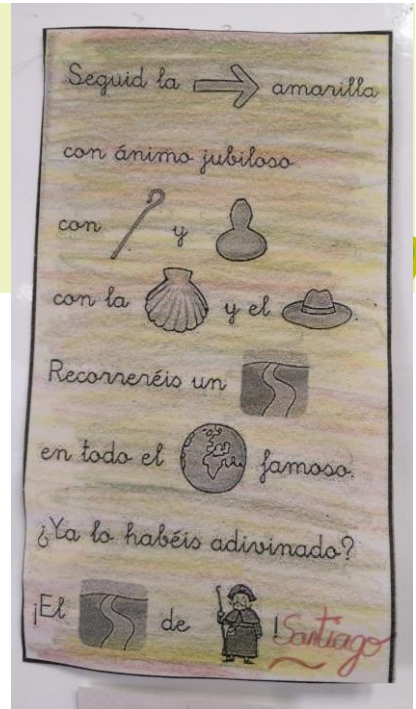 Seguid la amarilla
con ánimo jubiloso
con y
con la y el .
Recorreréis un
en todo el famoso.
¿Ya lo habéis adivinado?
¡El de ! Santiago